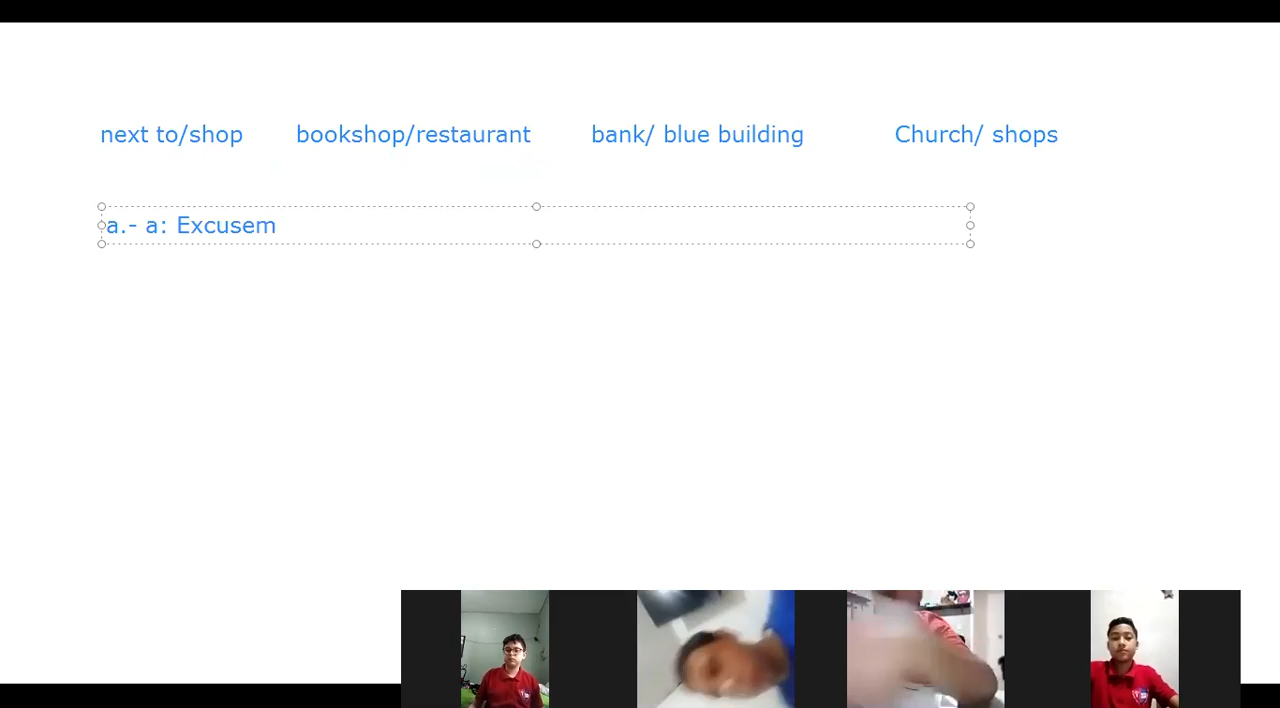 next to/shop bookshop/restaurant bank/ blue building Church/ shops
a.- a: Excusem